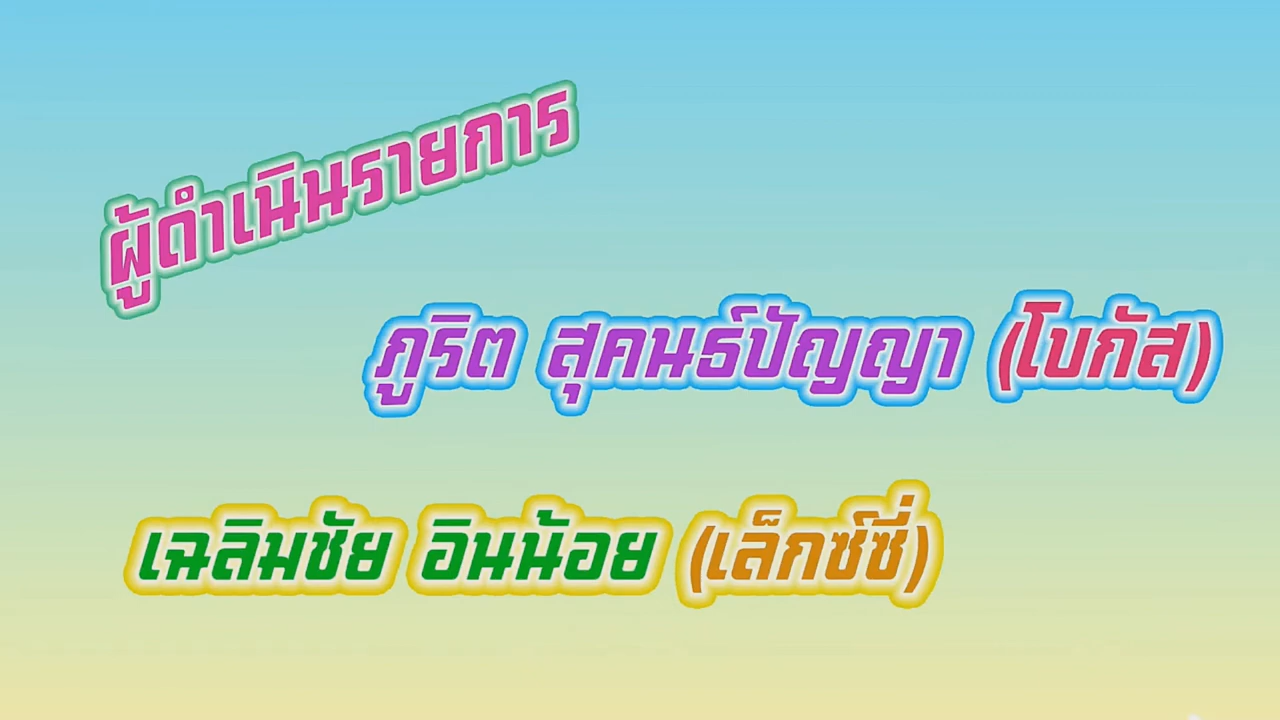 ผู้ดำเนินรายการ
ภูริต สุคนธ์ปัญญา (โบกัส)
เฉลิมชัย อินน้อย (เล็กซ์ซี่)